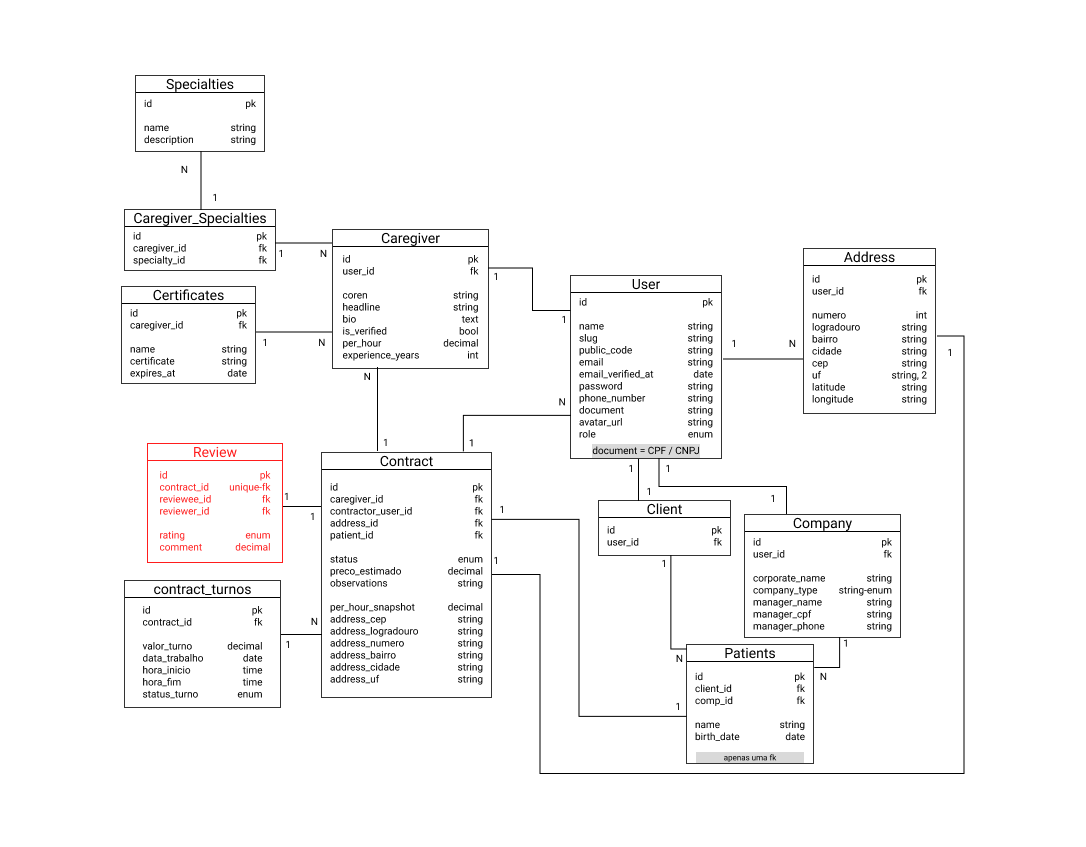 Specialties
id pk
name string
description string
N
1
Caregiver_Specialties
id pk
caregiver_id fk
specialty_id fk
1
N
Certificates
id pk
caregiver_id fk
name string
certificate string
expires_at date
1
N
Caregiver
id pk
user_id fk
coren string
headline string
bio text
is_verified bool
per_hour decimal
experience_years int
1
1
N
1
User
id pk
name string
slug string
public_code string
email string
email_verified_at date
password string
phone_number string
document string
avatar_url string
role enum
document = CPF / CNPJ
1
N
N
1
1
1
1
1
Address
id pk
user_id fk
numero int
logradouro string
bairro string
cidade string
cep string
uf string, 2
latitude string
longitude string
1
Review
id pk
contract_id unique-fk
reviewee_id fk
reviewer_id fk
rating enum
comment decimal
1
1
Contract
id pk
caregiver_id fk
contractor_user_id fk
address_id fk
patient_id fk
status enum
preco_estimado decimal
observations string
per_hour_snapshot decimal
address_cep string
address_logradouro string
address_numero string
address_bairro string
address_cidade string
address_uf string
1
1
contract_turnos
id pk
contract_id fk
valor_turno decimal
data_trabalho date
hora_inicio time
hora_fim time
status_turno enum
N
1
Client
id pk
user_id fk
1
Company
id pk
user_id fk
corporate_name string
company_type string-enum
manager_name string
manager_cpf string
manager_phone string
1
N
N
1
Patients
id pk
client_id fk
comp_id fk
name string
birth_date date
apenas uma fk